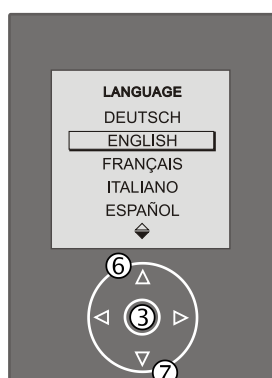 LANGUAGE
DEUTSCH
ENGLISH
FRANÇAIS
ITALIANO
ESPAÑOL
6
3
7